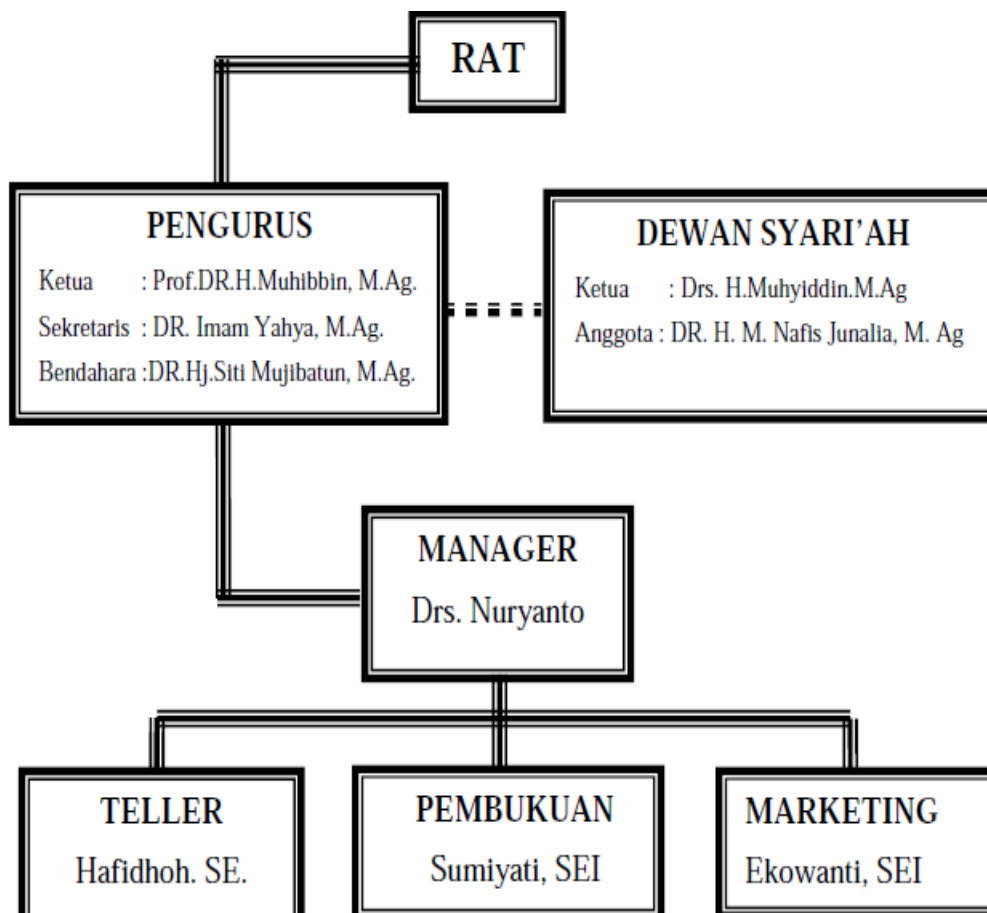 RAT
PENGURUS
Ketua : Prof.DR.H.Muhibbin, M.Ag.
Sekretaris : DR. Imam Yahya, M.Ag.
Bendahara :DR.Hj.Siti Mujibatun, M.Ag.
DEWAN SYARI’AH
Ketua : Drs. H.Muhyiddin.M.Ag
Anggota : DR. H. M. Nafis Junalia, M. Ag
MANAGER
Drs. Nuryanto
TELLER
Hafidhoh. SE.
PEMBUKUAN
Sumiyati, SEI
MARKETING
Ekowanti, SEI